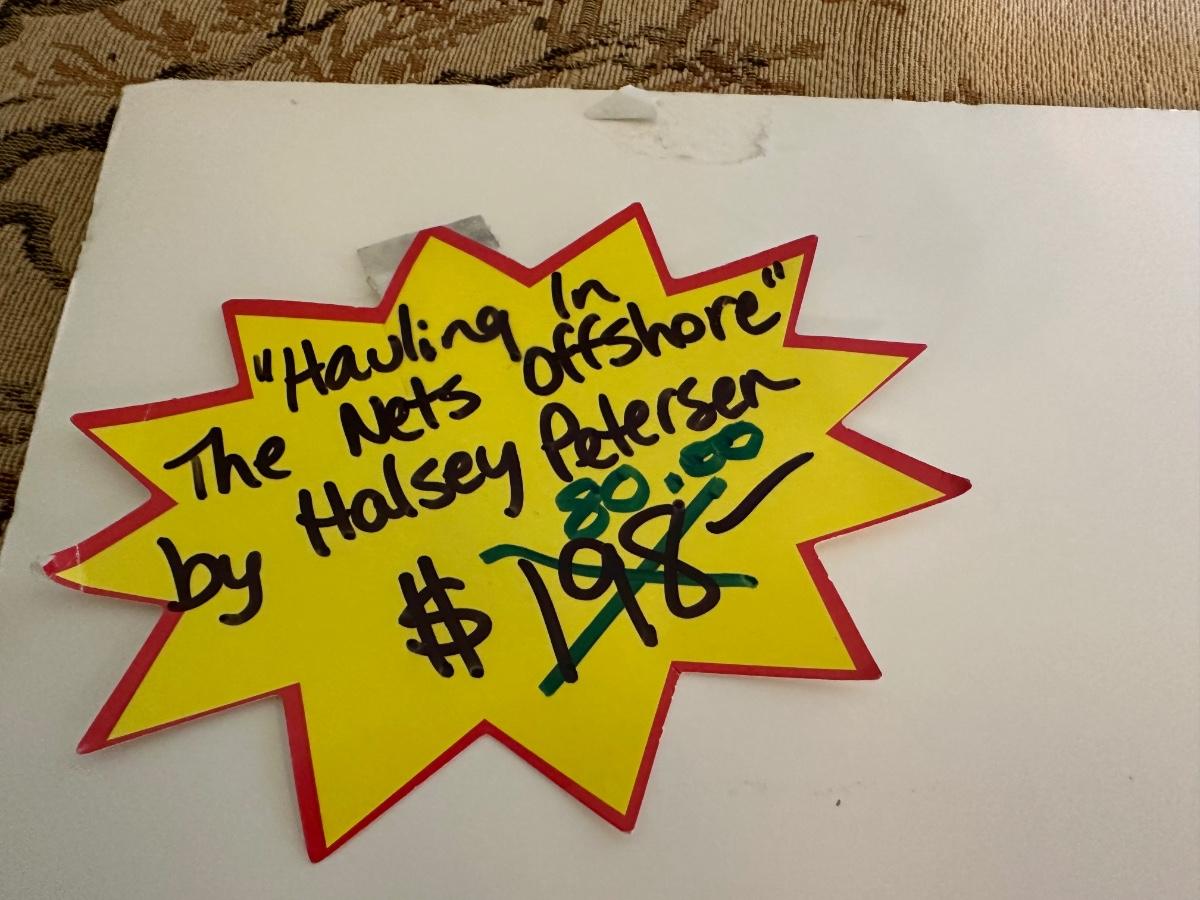 "Hauling In
The Nets Offshore"
by Halsey Petersen
80.00
$198-